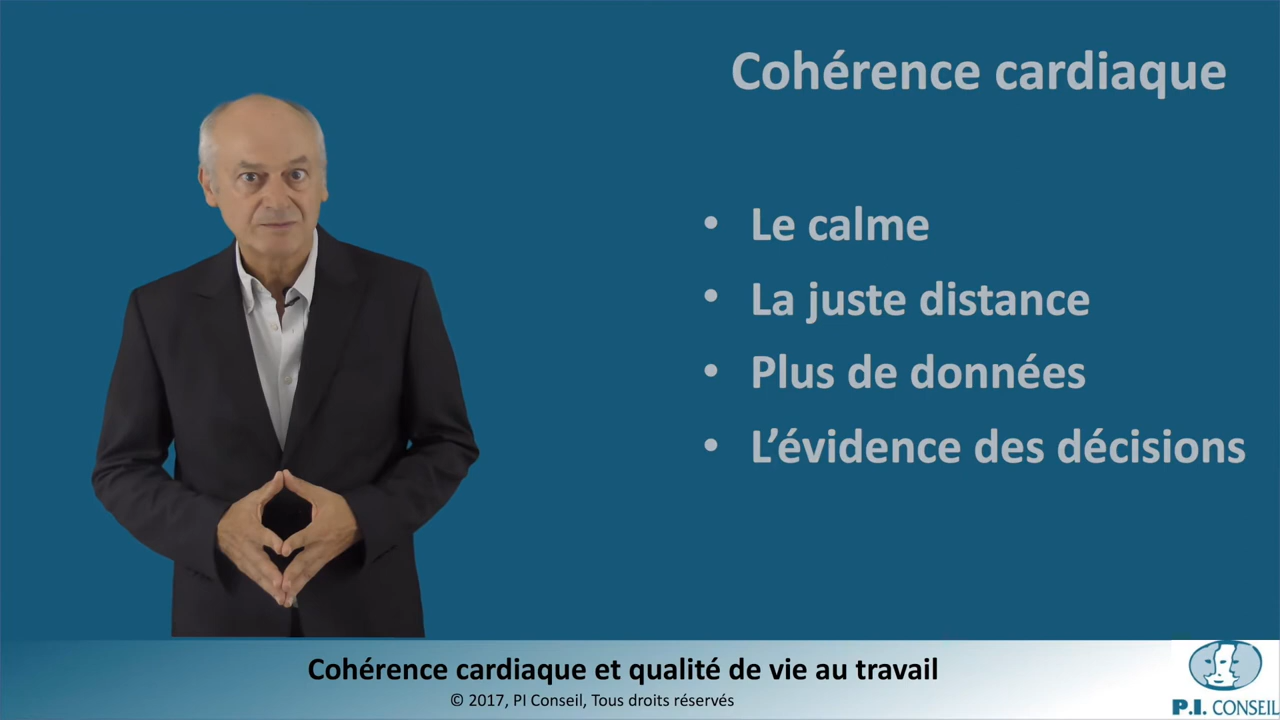 Cohérence cardiaque
• Le calme
• La juste distance
• Plus de données
• L’évidence des décisions
Cohérence cardiaque et qualité de vie au travail
© 2017, PI Conseil, Tous droits réservés
P.I. CONSEIL